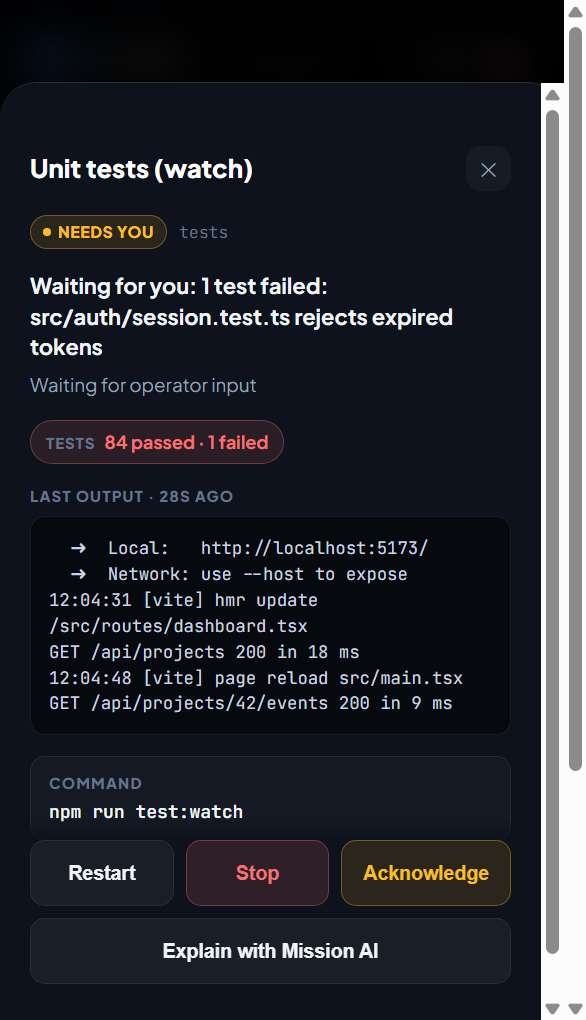 Unit tests (watch)
NEEDS YOU tests
Waiting for you: 1 test failed:
src/auth/session.test.ts rejects expired
tokens
Waiting for operator input
TESTS 84 passed · 1 failed
LAST OUTPUT · 28S AGO
➜ Local: http://localhost:5173/
➜ Network: use --host to expose
12:04:31 [vite] hmr update
/src/routes/dashboard.tsx
GET /api/projects 200 in 18 ms
12:04:48 [vite] page reload src/main.tsx
GET /api/projects/42/events 200 in 9 ms
COMMAND
npm run test:watch
Restart Stop Acknowledge
Explain with Mission AI